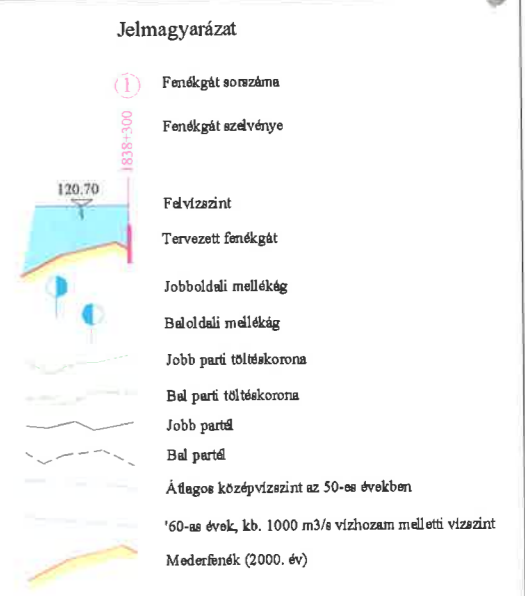 Jelmagyarázat
1 Fenékgát sorszáma
1838+300 Fenékgát szelvénye
120.70
Felvízszint
Tervezett fenékgát
Jobboldali mellékág
Baloldali mellékág
Jobb parti töltéskorona
Bal parti töltéskorona
Jobb partél
Bal partél
Átlagos középvízszint az 50-es években
'60-as évek, kb. 1000 m3/s vízhozam melletti vízszint
Mederfenék (2000. év)